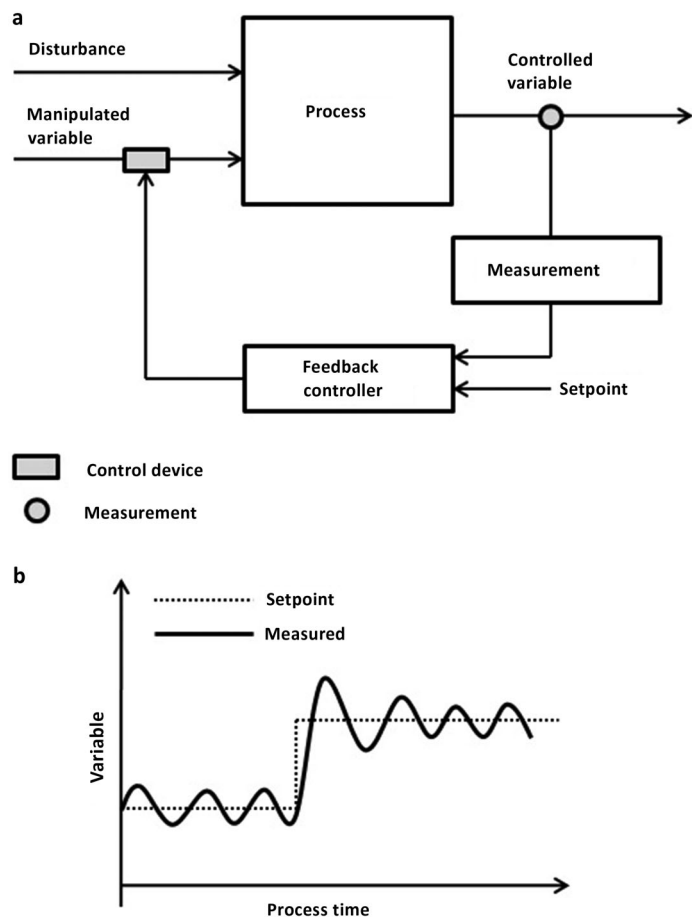 a
Disturbance
Manipulated
variable
Process
Controlled
variable
Measurement
Feedback
controller
Setpoint
Control device
Measurement
b
Setpoint
Measured
Variable
Process time